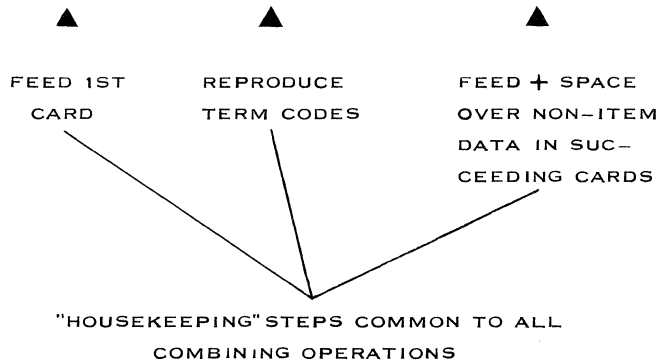 FEED 1ST
CARD
REPRODUCE
TERM CODES
FEED + SPACE
OVER NON-ITEM
DATA IN SUC-
CEEDING CARDS
"HOUSEKEEPING" STEPS COMMON TO ALL
COMBINING OPERATIONS